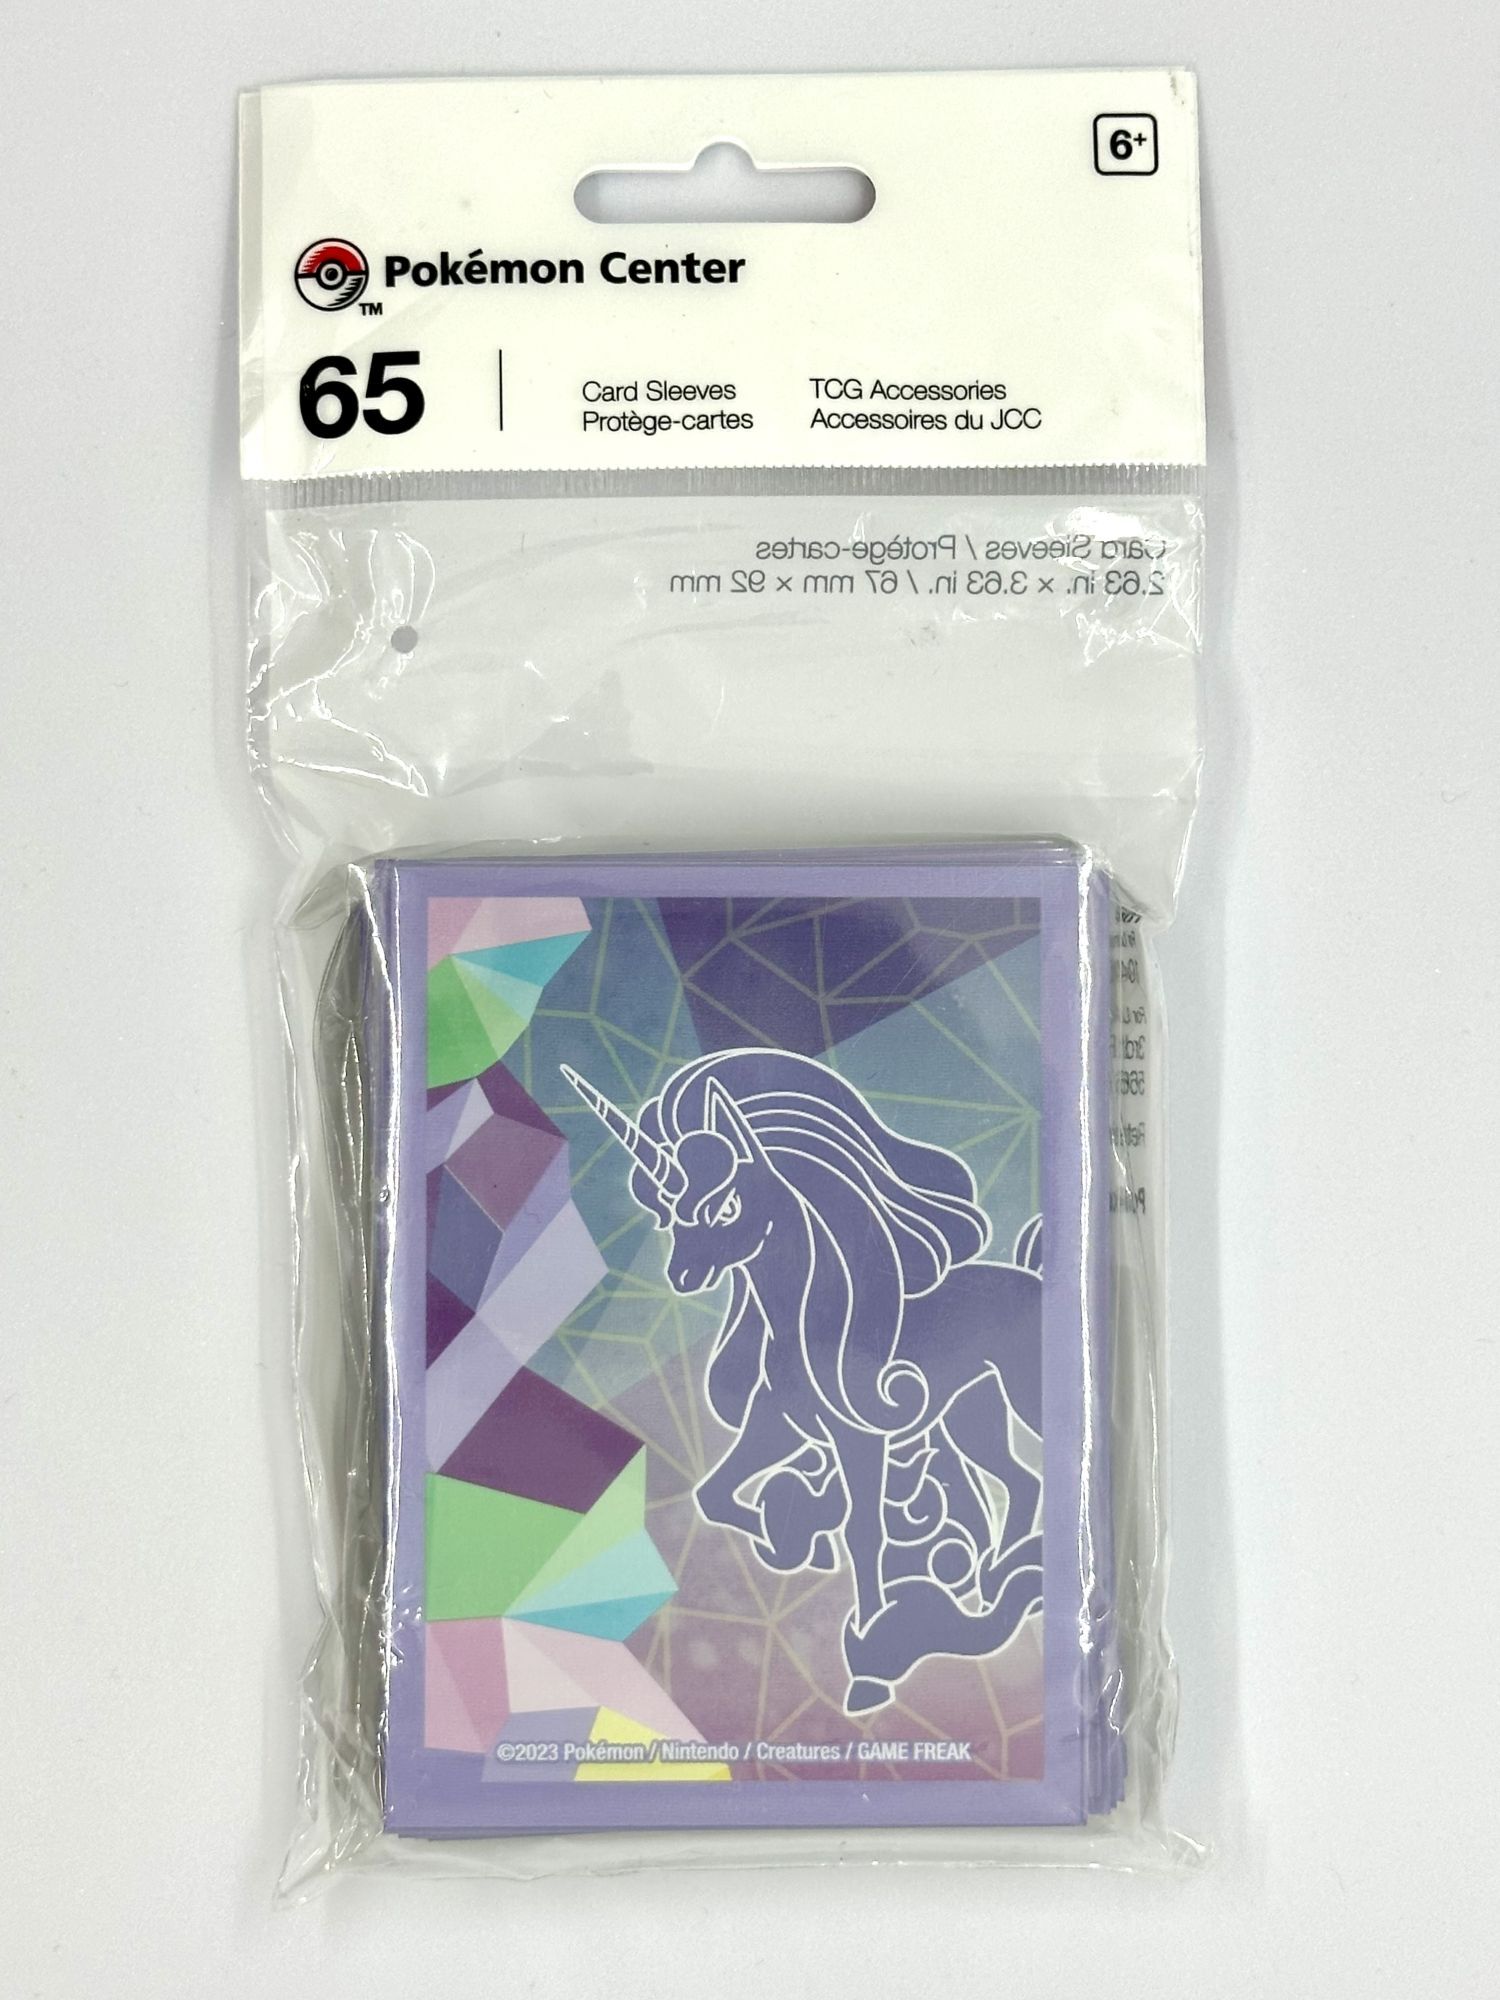 6+
Pokémon Center
TM
65
Card Sleeves
Protège-cartes
TCG Accessories
Accessoires du JCC
Card Sleeves / Protège-cartes
2.63 in. × 3.63 in. / 67 mm × 92 mm
©2023 Pokémon / Nintendo / Creatures / GAME FREAK